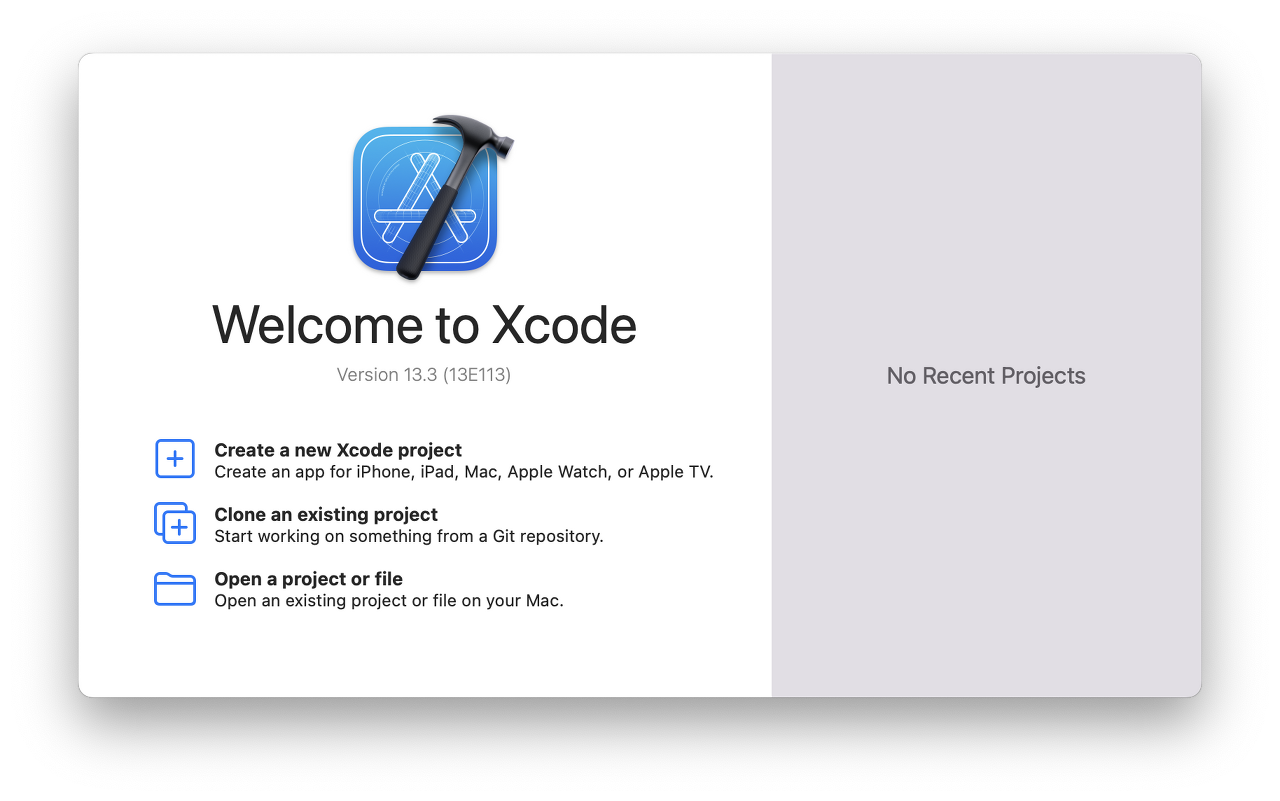 Welcome to Xcode
Version 13.3 (13E113)
Create a new Xcode project
Create an app for iPhone, iPad, Mac, Apple Watch, or Apple TV.
Clone an existing project
Start working on something from a Git repository.
Open a project or file
Open an existing project or file on your Mac.
No Recent Projects